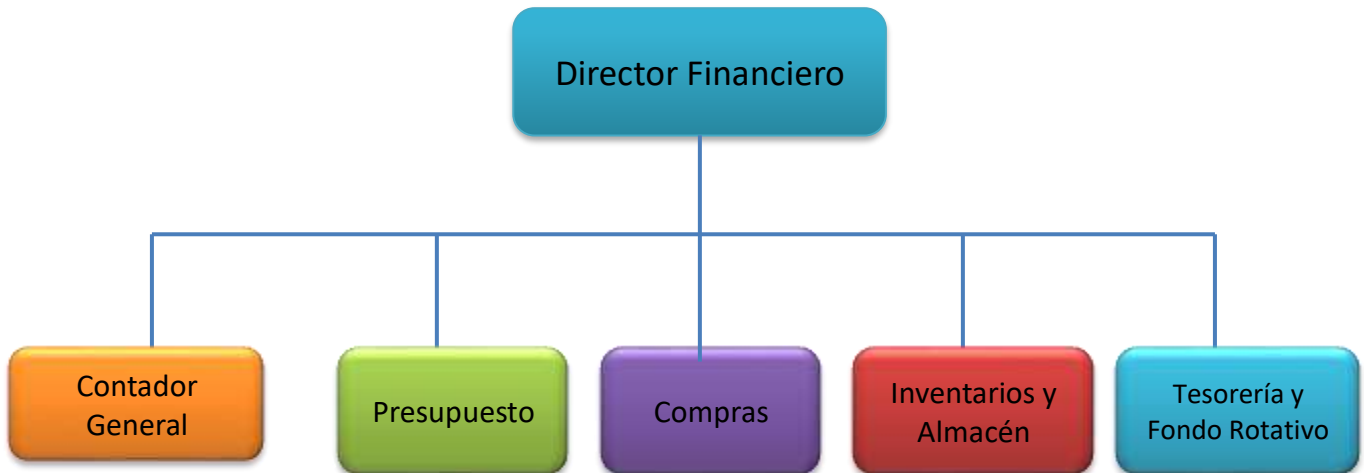 Director Financiero
Contador
General
Presupuesto
Compras
Inventarios y
Almacén
Tesorería y
Fondo Rotativo